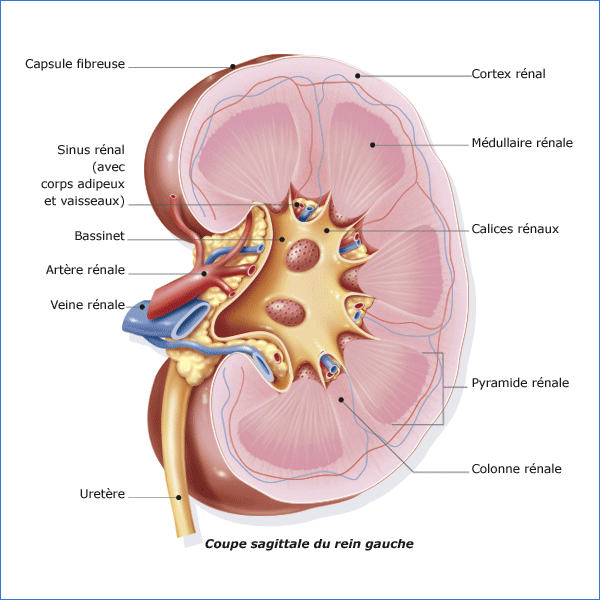 Capsule fibreuse
Cortex rénal
Médullaire rénale
Sinus rénal
(avec
corps adipeux
et vaisseaux)
Calices rénaux
Bassinet
Artère rénale
Veine rénale
Pyramide rénale
Colonne rénale
Uretère
Coupe sagittale du rein gauche